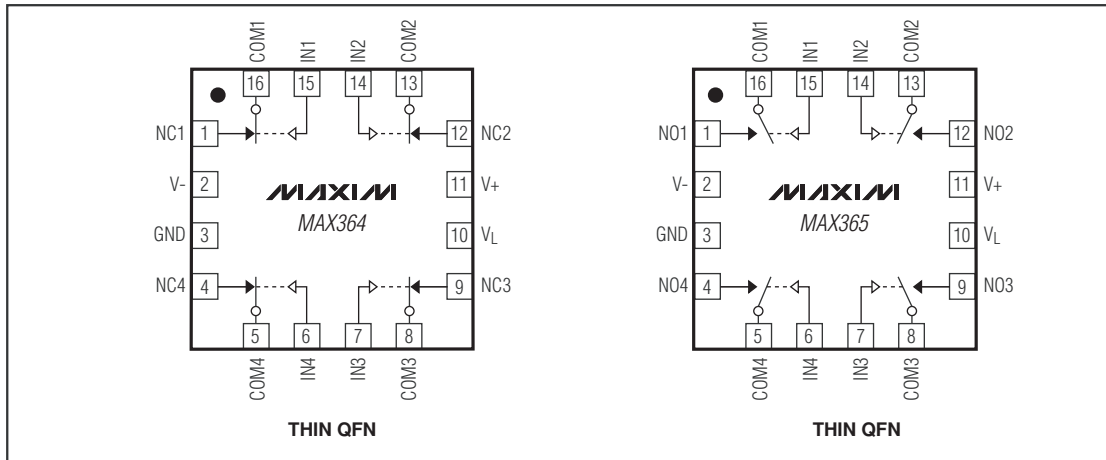 COM1
IN1
IN2
COM2
16
15
14
13
NC1 1
12 NC2
V- 2
11 V+
MAXIM
MAX364
GND 3
10 VL
NC4 4
9 NC3
5
6
7
8
COM4
IN4
IN3
COM3
THIN QFN
COM1
IN1
IN2
COM2
16
15
14
13
NO1 1
12 NO2
V- 2
11 V+
MAXIM
MAX365
GND 3
10 VL
NO4 4
9 NO3
5
6
7
8
COM4
IN4
IN3
COM3
THIN QFN